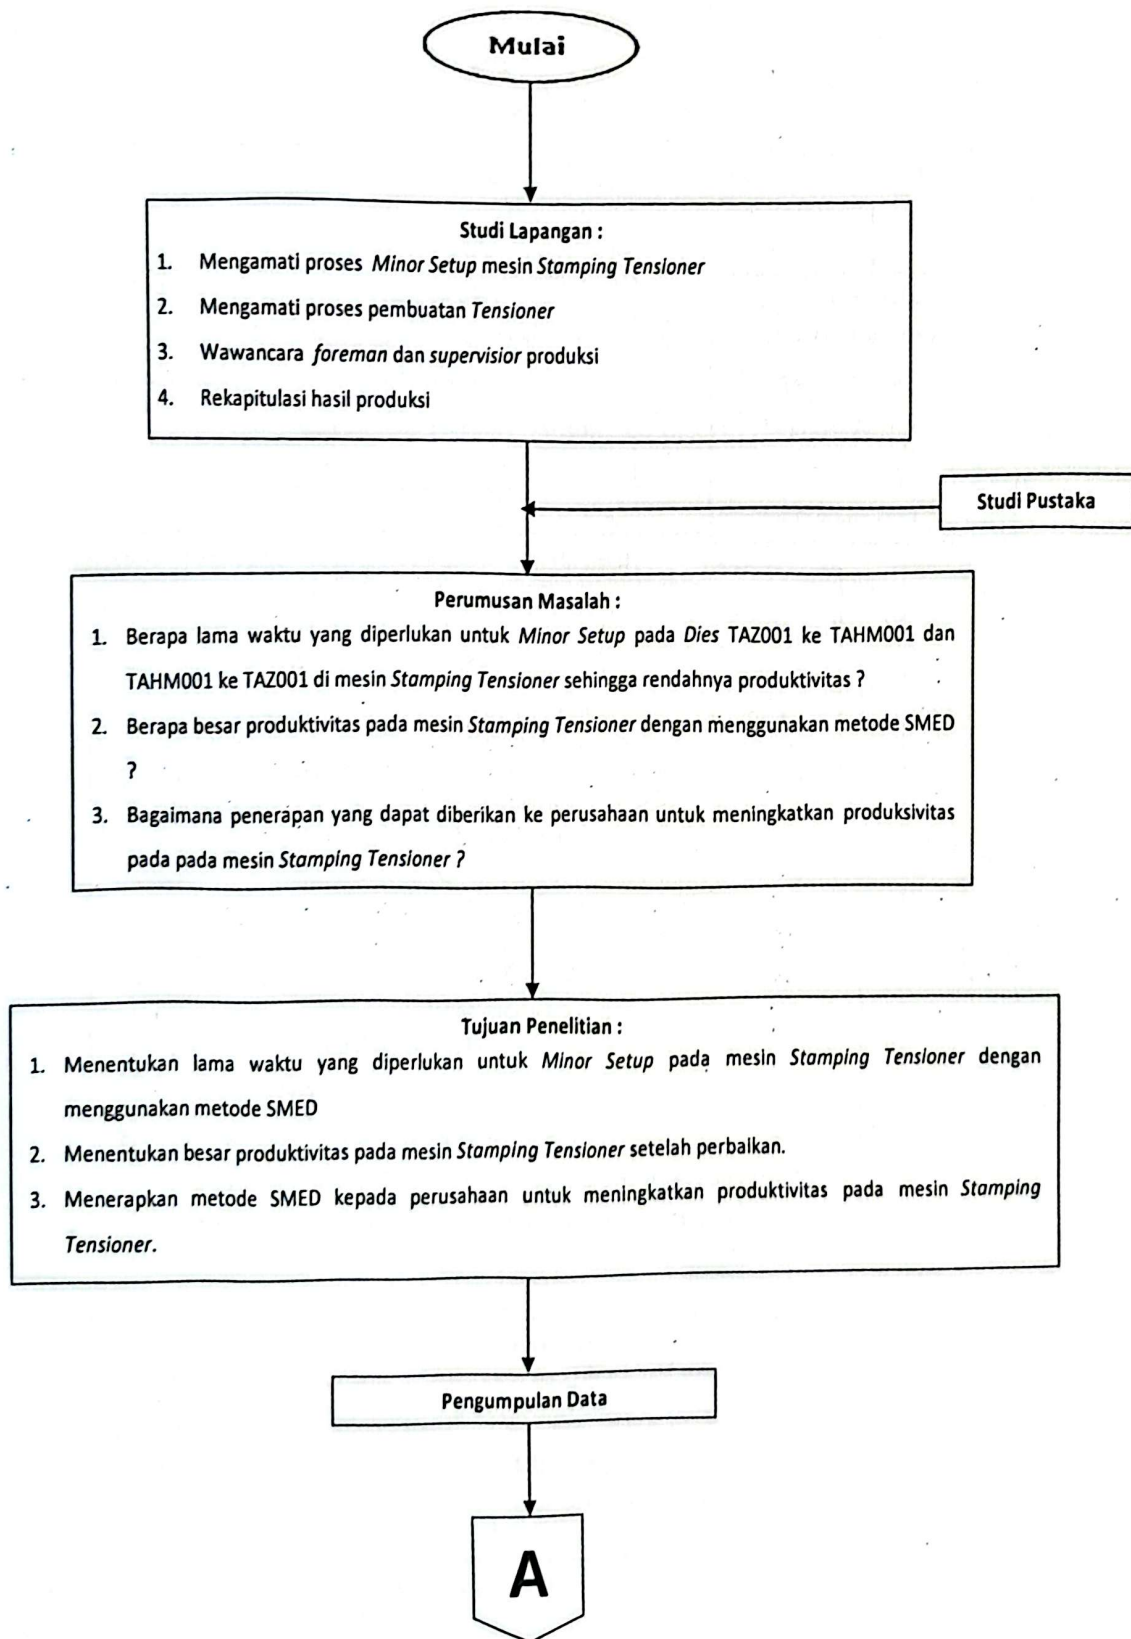 Mulai
Studi Lapangan :
1. Mengamati proses Minor Setup mesin Stamping Tensioner
2. Mengamati proses pembuatan Tensioner
3. Wawancara foreman dan supervisior produksi
4. Rekapitulasi hasil produksi
Studi Pustaka
Perumusan Masalah :
1. Berapa lama waktu yang diperlukan untuk Minor Setup pada Dies TAZ001 ke TAHM001 dan
TAHM001 ke TAZ001 di mesin Stamping Tensioner sehingga rendahnya produktivitas ?
2. Berapa besar produktivitas pada mesin Stamping Tensioner dengan menggunakan metode SMED
?
3. Bagaimana penerapan yang dapat diberikan ke perusahaan untuk meningkatkan produksivitas
pada pada mesin Stamping Tensioner ?
Tujuan Penelitian :
1. Menentukan lama waktu yang diperlukan untuk Minor Setup pada mesin Stamping Tensioner dengan
menggunakan metode SMED
2. Menentukan besar produktivitas pada mesin Stamping Tensioner setelah perbaikan.
3. Menerapkan metode SMED kepada perusahaan untuk meningkatkan produktivitas pada mesin Stamping
Tensioner.
Pengumpulan Data
A